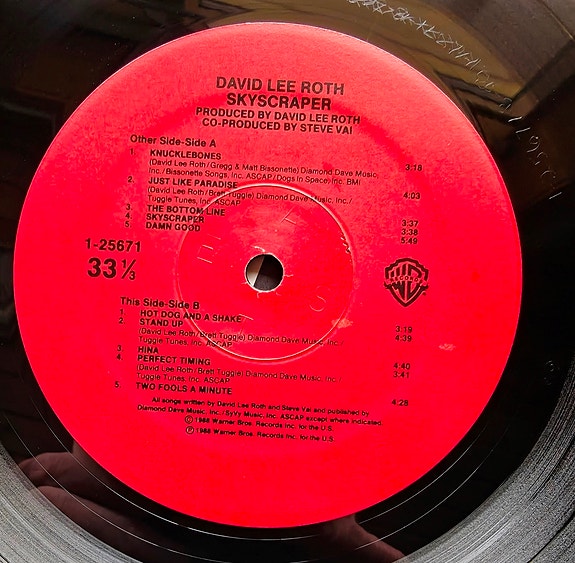 DAVID LEE ROTH
SKYSCRAPER
PRODUCED BY DAVID LEE ROTH
CO-PRODUCED BY STEVE VAI
Other Side-Side A
1. KNUCKLEBONES 3:18
(David Lee Roth/Gregg & Matt Bissonette) Diamond Dave Music,
Inc./Bissonette Songs, Inc. ASCAP/Dogs In Space, Inc. BMI
2. JUST LIKE PARADISE 4:03
(David Lee Roth/Brett Tuggle) Diamond Dave Music, Inc./
Tuggle Tunes, Inc. ASCAP
3. THE BOTTOM LINE 3:37
4. SKYSCRAPER 3:38
5. DAMN GOOD 5:49
1-25671
33 1/3
WB
RECORDS
This Side-Side B
1. HOT DOG AND A SHAKE 3:19
2. STAND UP 4:39
(David Lee Roth/Brett Tuggle) Diamond Dave Music, Inc./
Tuggle Tunes, Inc. ASCAP
3. HINA 4:40
4. PERFECT TIMING 3:41
(David Lee Roth/Brett Tuggle) Diamond Dave Music, Inc./
Tuggle Tunes, Inc. ASCAP
5. TWO FOOLS A MINUTE 4:28
All songs written by David Lee Roth and Steve Vai and published by
Diamond Dave Music, Inc./SyVy Music, Inc. ASCAP except where indicated.
© 1988 Warner Bros. Records Inc. for the U.S.
℗ 1988 Warner Bros. Records Inc. for the U.S.